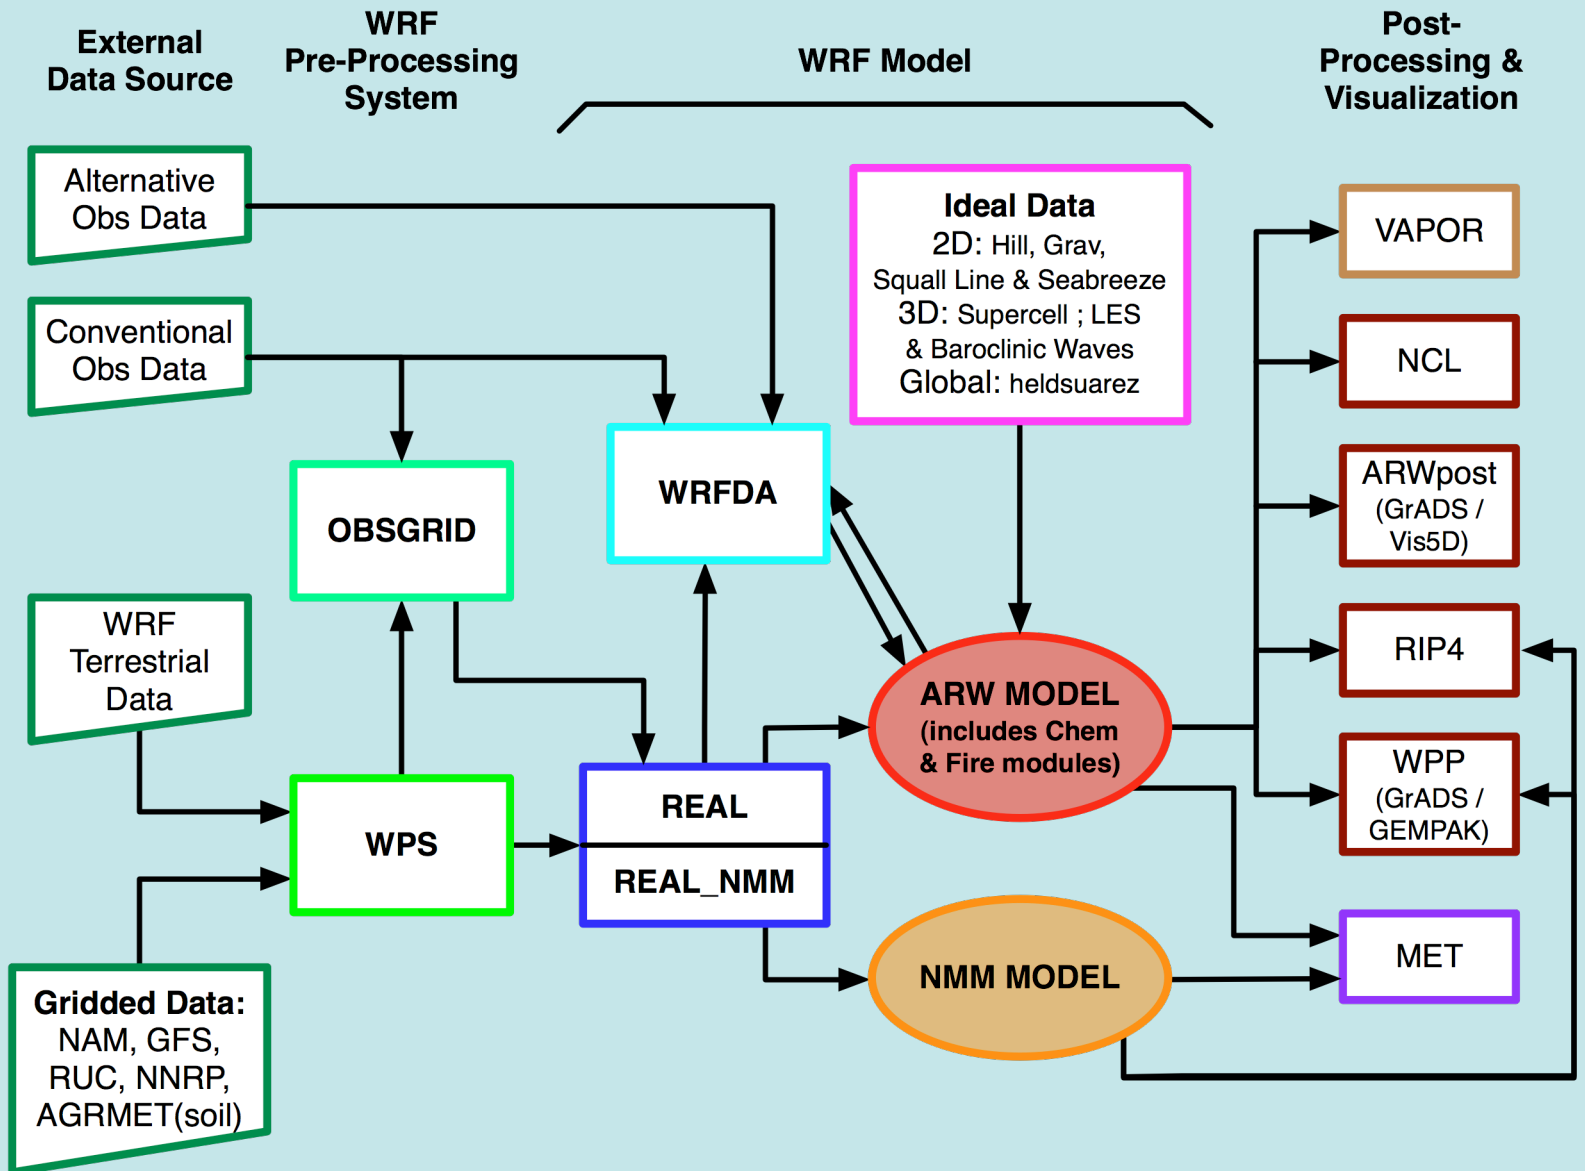 External
Data Source
WRF
Pre-Processing
System
WRF Model
Post-
Processing &
Visualization
Alternative
Obs Data
Conventional
Obs Data
WRF
Terrestrial
Data
Gridded Data:
NAM, GFS,
RUC, NNRP,
AGRMET(soil)
OBSGRID
WPS
WRFDA
REAL
REAL_NMM
Ideal Data
2D: Hill, Grav,
Squall Line & Seabreeze
3D: Supercell ; LES
& Baroclinic Waves
Global: heldsuarez
ARW MODEL
(includes Chem
& Fire modules)
NMM MODEL
VAPOR
NCL
ARWpost
(GrADS /
Vis5D)
RIP4
WPP
(GrADS /
GEMPAK)
MET